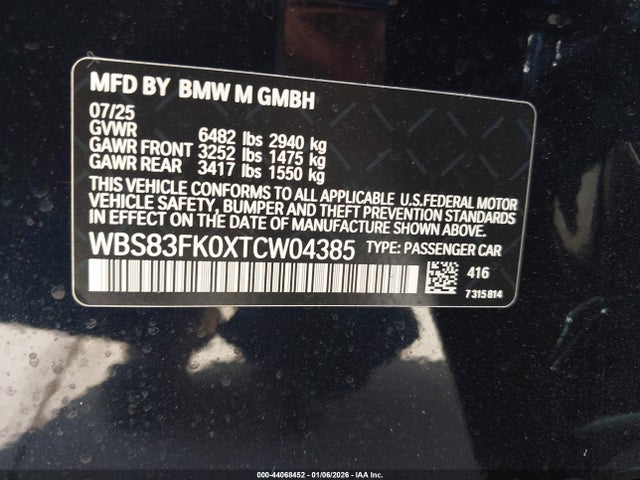 MFD BY BMW M GMBH
07/25
GVWR 6482 lbs 2940 kg
GAWR FRONT 3252 lbs 1475 kg
GAWR REAR 3417 lbs 1550 kg
THIS VEHICLE CONFORMS TO ALL APPLICABLE U.S.FEDERAL MOTOR
VEHICLE SAFETY, BUMPER AND THEFT PREVENTION STANDARDS
IN EFFECT ON THE DATE OF MANUFACTURE SHOWN ABOVE.
WBS83FK0XTCW04385 TYPE: PASSENGER CAR
416
7315814
000-44068452 - 01/06/2026 - IAA Inc.